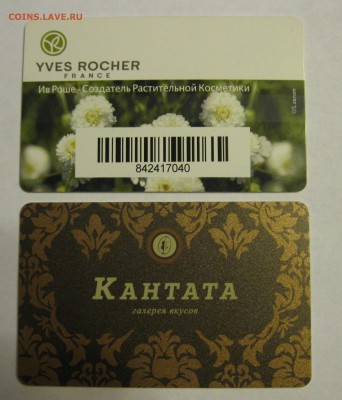 COINS.LAVE.RU
YVES ROCHER
FRANCE
Ив Роше - Создатель Растительной Косметики
842417040
КАНТАТА
галерея вкусов